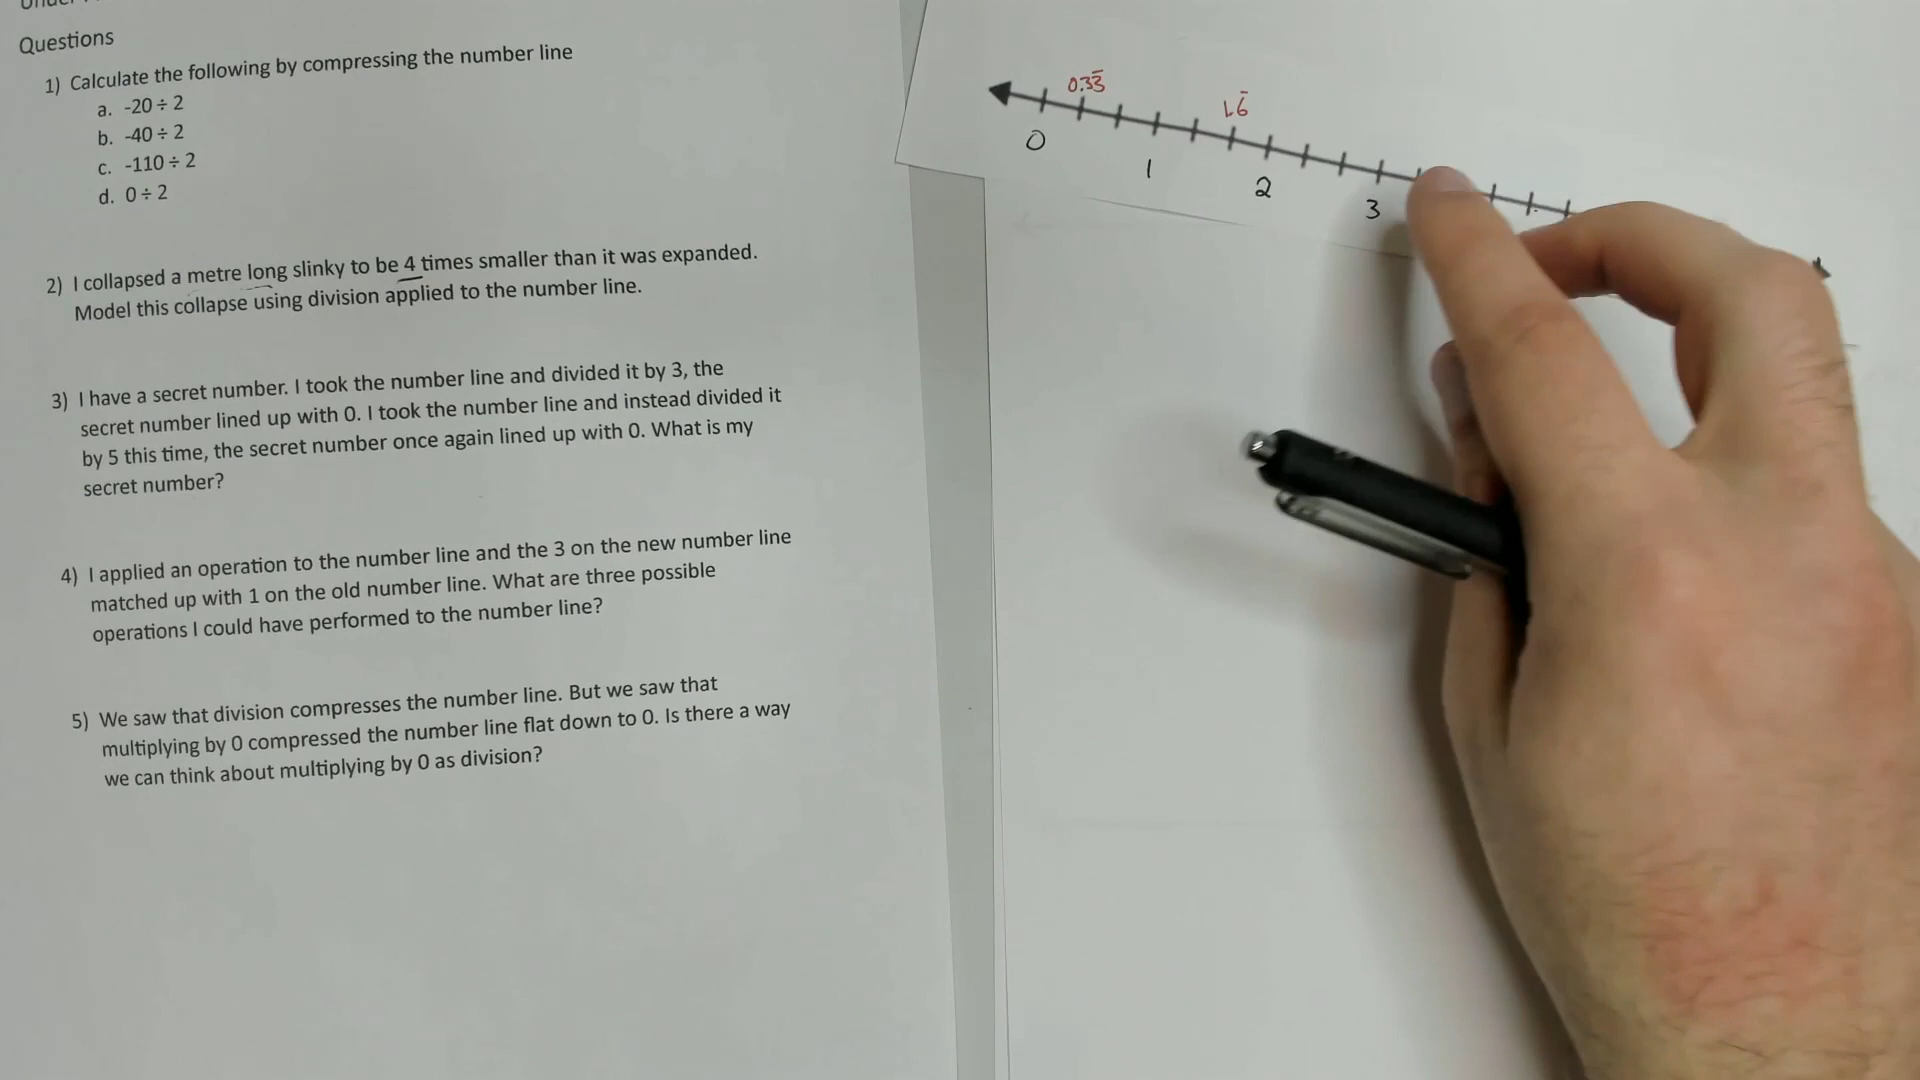 Questions
1) Calculate the following by compressing the number line
a. -20 ÷ 2
b. -40 ÷ 2
c. -110 ÷ 2
d. 0 ÷ 2
2) I collapsed a metre long slinky to be 4 times smaller than it was expanded.
Model this collapse using division applied to the number line.
3) I have a secret number. I took the number line and divided it by 3, the
secret number lined up with 0. I took the number line and instead divided it
by 5 this time, the secret number once again lined up with 0. What is my
secret number?
4) I applied an operation to the number line and the 3 on the new number line
matched up with 1 on the old number line. What are three possible
operations I could have performed to the number line?
5) We saw that division compresses the number line. But we saw that
multiplying by 0 compressed the number line flat down to 0. Is there a way
we can think about multiplying by 0 as division?
0.33̅ 1.6̅
0 1 2 3